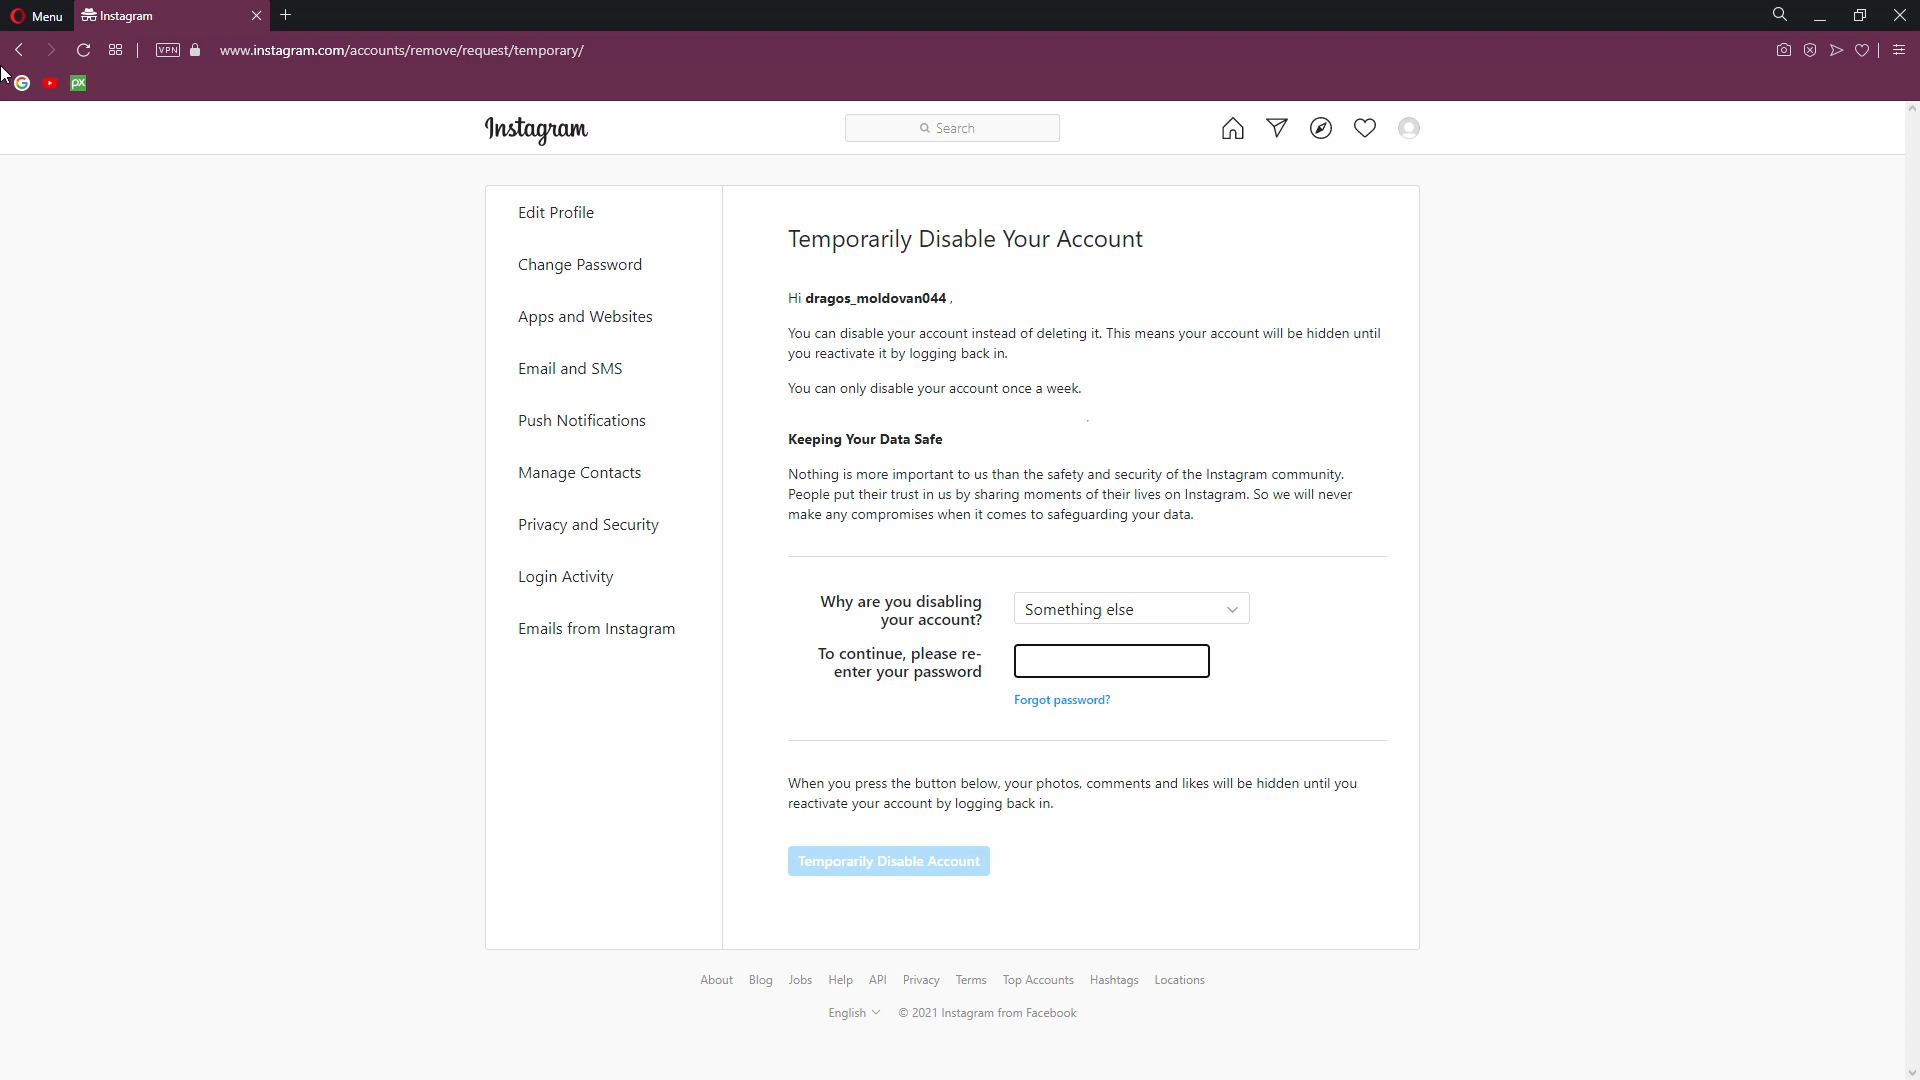 Menu
Instagram
VPN
www.instagram.com/accounts/remove/request/temporary/
px
Instagram
Search
Edit Profile
Change Password
Apps and Websites
Email and SMS
Push Notifications
Manage Contacts
Privacy and Security
Login Activity
Emails from Instagram
Temporarily Disable Your Account
Hi dragos_moldovan044 ,
You can disable your account instead of deleting it. This means your account will be hidden until
you reactivate it by logging back in.
You can only disable your account once a week.
Keeping Your Data Safe
Nothing is more important to us than the safety and security of the Instagram community.
People put their trust in us by sharing moments of their lives on Instagram. So we will never
make any compromises when it comes to safeguarding your data.
Why are you disabling
your account?
Something else
To continue, please re-
enter your password
Forgot password?
When you press the button below, your photos, comments and likes will be hidden until you
reactivate your account by logging back in.
Temporarily Disable Account
About Blog Jobs Help API Privacy Terms Top Accounts Hashtags Locations
English © 2021 Instagram from Facebook